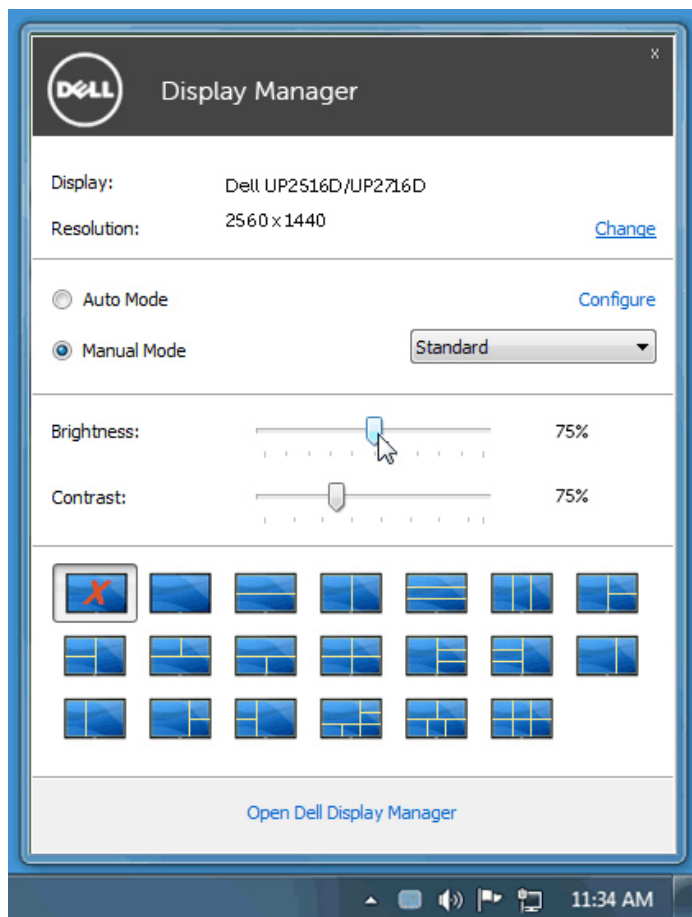 x
DELL Display Manager
Display: Dell UP2516D/UP2716D
Resolution: 2560 x 1440 Change
Auto Mode Configure
Manual Mode Standard
Brightness: 75%
Contrast: 75%
Open Dell Display Manager
11:34 AM